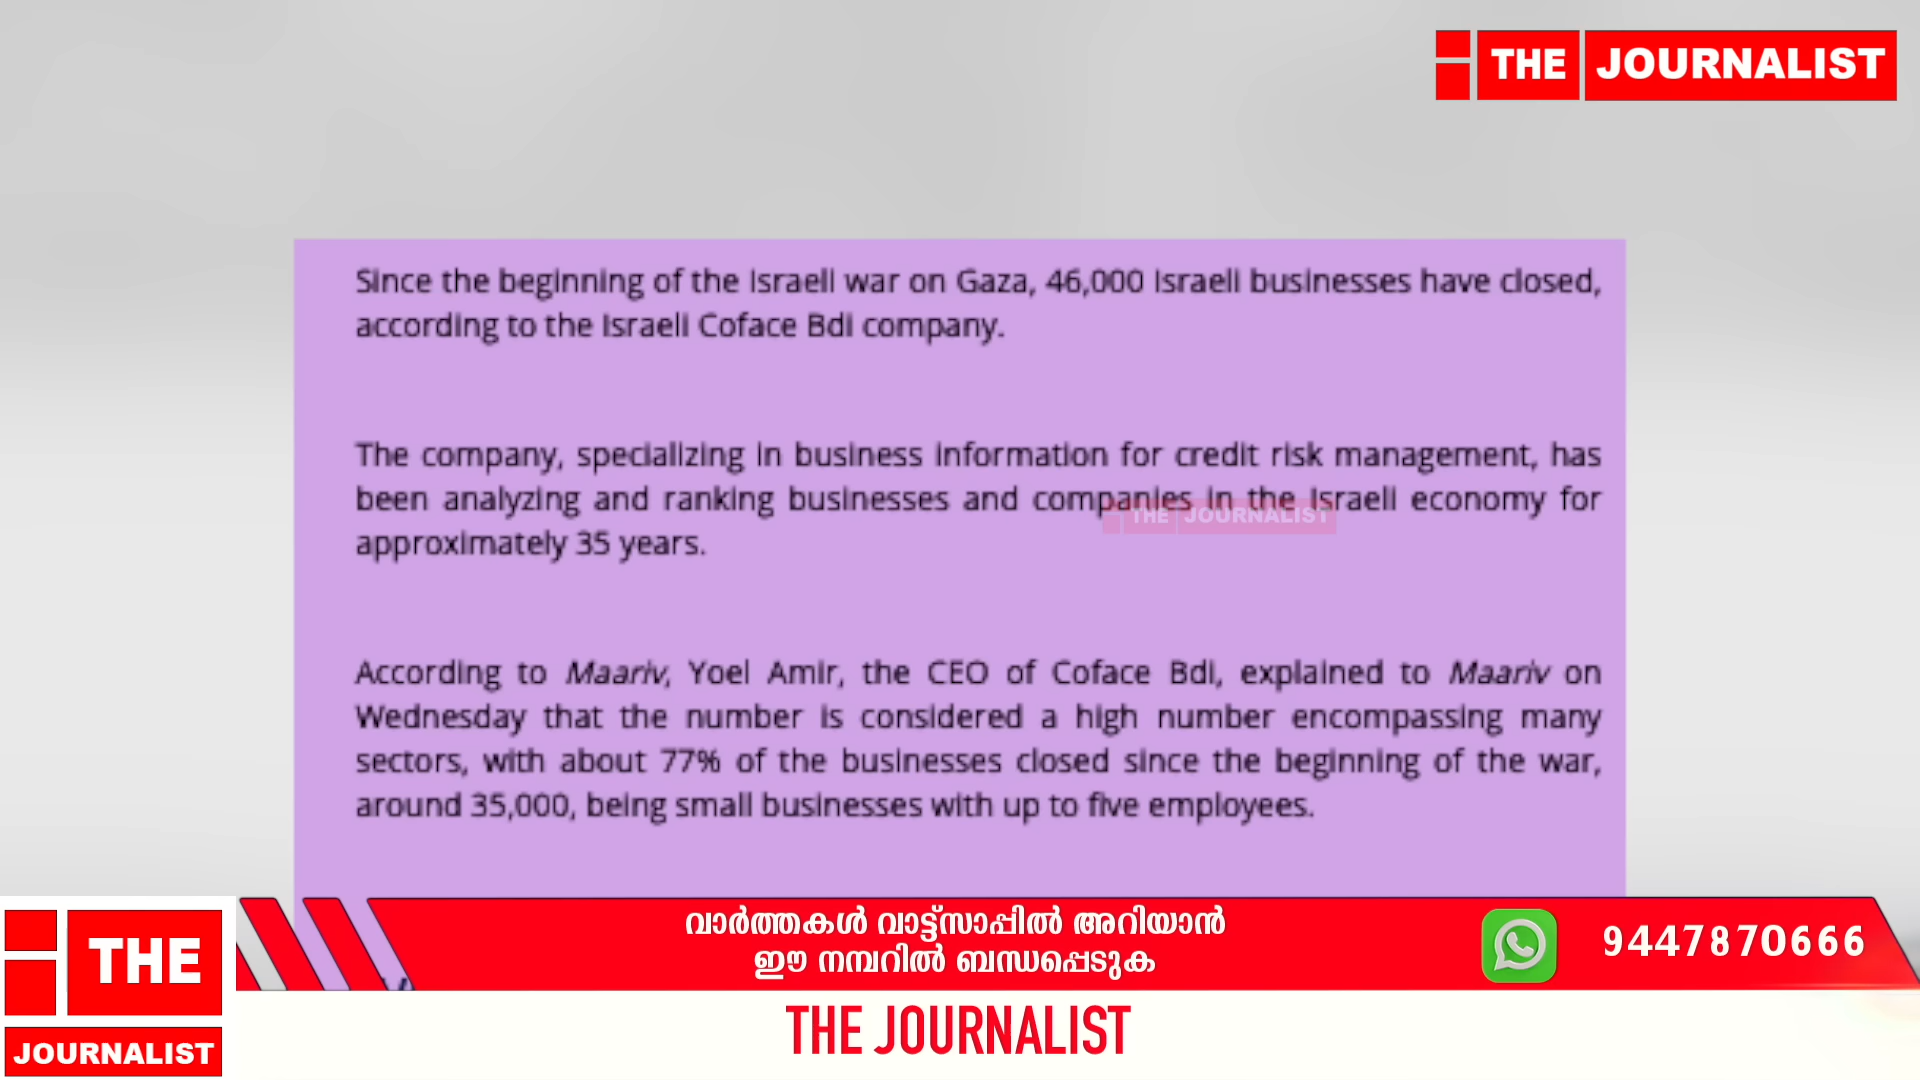 THE JOURNALIST
Since the beginning of the Israeli war on Gaza, 46,000 Israeli businesses have closed,
according to the Israeli Coface Bdi company.
The company, specializing in business information for credit risk management, has
been analyzing and ranking businesses and companies in the Israeli economy for
THE JOURNALIST
approximately 35 years.
According to Maariv, Yoel Amir, the CEO of Coface Bdi, explained to Maariv on
Wednesday that the number is considered a high number encompassing many
sectors, with about 77% of the businesses closed since the beginning of the war,
around 35,000, being small businesses with up to five employees.
വാർത്തകൾ വാട്ട്സാപ്പിൽ അറിയാൻ
ഈ നമ്പറിൽ ബന്ധപ്പെടുക
9447870666
THE
JOURNALIST
THE JOURNALIST